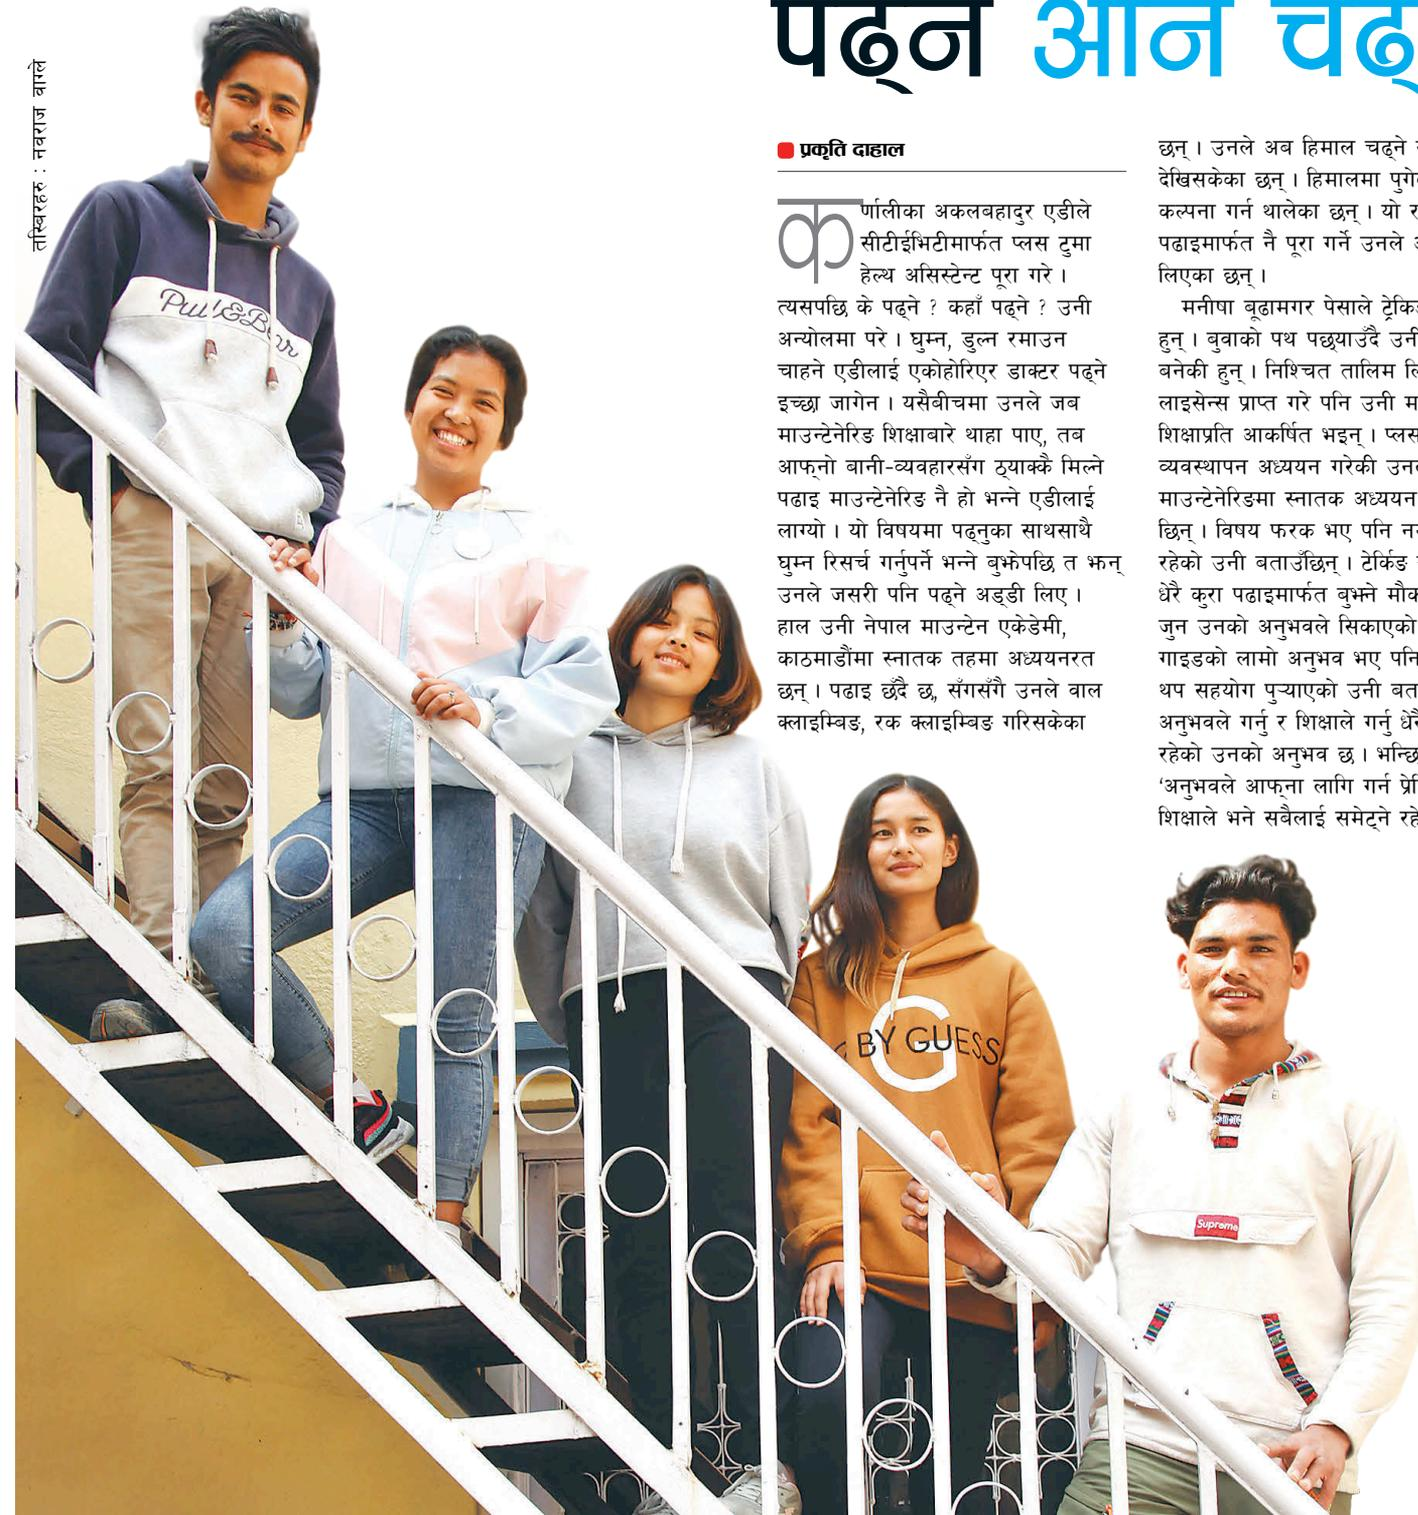 पढ्न आन चढ्
तस्बिरहरु : नवराज वाग्ले
प्रकृति दाहाल
कर्णालीका अकलबहादुर एडीले
सीटीईभिटीमार्फत प्लस टुमा
हेल्थ असिस्टेन्ट पूरा गरे ।
त्यसपछि के पढ्ने ? कहाँ पढ्ने ? उनी
अन्योलमा परे । घुम्न, डुल्न रमाउन
चाहने एडीलाई एकोहोरिएर डाक्टर पढ्ने
इच्छा जागेन । यसैबीचमा उनले जब
माउन्टेनेरिङ शिक्षाबारे थाहा पाए, तब
आफ्नो बानी-व्यवहारसँग ठ्याक्कै मिल्ने
पढाइ माउन्टेनेरिङ नै हो भन्ने एडीलाई
लाग्यो । यो विषयमा पढ्नुका साथसाथै
घुम्न रिसर्च गर्नुपर्ने भन्ने बुझेपछि त झन्
उनले जसरी पनि पढ्ने अड्डी लिए ।
हाल उनी नेपाल माउन्टेन एकेडेमी,
काठमाडौंमा स्नातक तहमा अध्ययनरत
छन् । पढाइ छँदै छ, सँगसँगै उनले वाल
क्लाइम्बिङ, रक क्लाइम्बिङ गरिसकेका
छन् । उनले अब हिमाल चढ्ने
देखिसकेका छन् । हिमालमा
कल्पना गर्न थालेका छन् । यो
पढाइमार्फत नै पूरा गर्ने उनले
लिएका छन् ।
मनीषा बूढामगर पेसाले
हुन् । बुवाको पथ पछ्याउँदै
बनेकी हुन् । निश्चित तालिम
लाइसेन्स प्राप्त गरे पनि उनी
शिक्षाप्रति आकर्षित भइन् ।
व्यवस्थापन अध्ययन गरेकी
माउन्टेनेरिङमा स्नातक अध्ययन
छिन् । विषय फरक भए पनि
रहेको उनी बताउँछिन् । टेर्किङ
धेरै कुरा पढाइमार्फत बुझ्ने
जुन उनको अनुभवले सिकाएको
गाइडको लामो अनुभव भए पनि
थप सहयोग पुऱ्याएको उनी
अनुभवले गर्नु र शिक्षाले गर्नु
रहेको उनको अनुभव छ ।
‘अनुभवले आफ्ना लागि गर्न
शिक्षाले भने सबैलाई समेट्ने
Pull&Bear
G
BY GUESS
Supreme